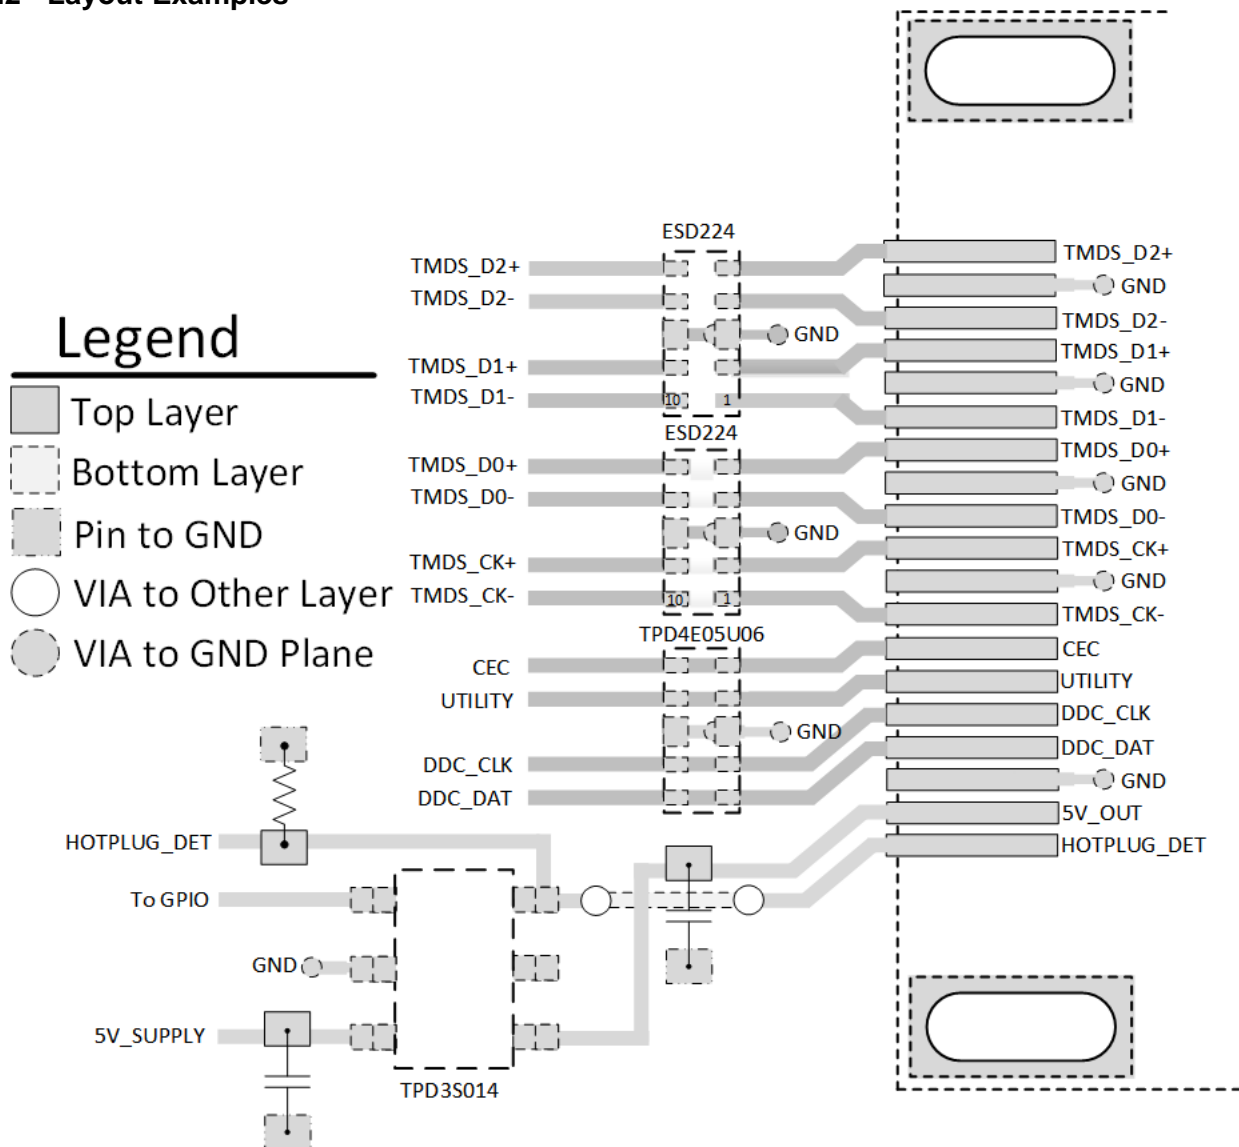 Layout Examples
ESD224
TMDS_D2+
TMDS_D2+
TMDS_D2-
GND
TMDS_D2-
GND
TMDS_D1+
TMDS_D1+
TMDS_D1-
GND
10
1
TMDS_D1-
ESD224
TMDS_D0+
TMDS_D0+
TMDS_D0-
GND
TMDS_D0-
GND
TMDS_CK+
TMDS_CK+
TMDS_CK-
GND
10
1
TMDS_CK-
TPD4E05U06
CEC
CEC
UTILITY
UTILITY
GND
DDC_CLK
DDC_CLK
DDC_DAT
DDC_DAT
GND
5V_OUT
HOTPLUG_DET
HOTPLUG_DET
To GPIO
GND
5V_SUPPLY
TPD3S014
Legend
Top Layer
Bottom Layer
Pin to GND
VIA to Other Layer
VIA to GND Plane